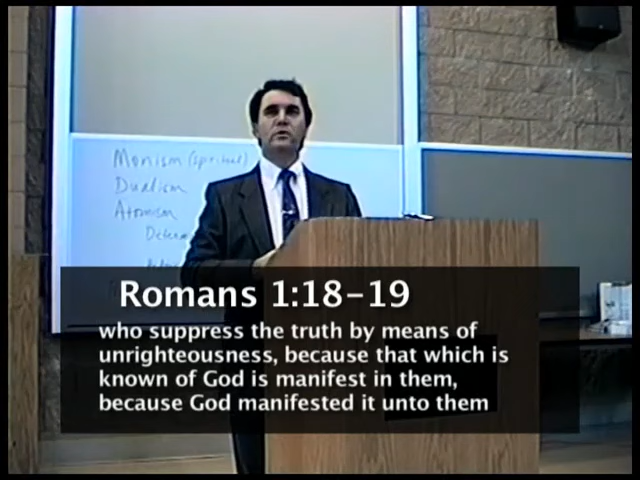 Monism (spiritual)
Dualism
Atomism
Romans 1:18-19
who suppress the truth by means of
unrighteousness, because that which is
known of God is manifest in them,
because God manifested it unto them